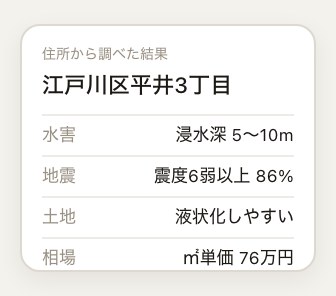 住所から調べた結果
江戸川区平井3丁目
水害 浸水深 5〜10m
地震 震度6弱以上 86%
土地 液状化しやすい
相場 ㎡単価 76万円